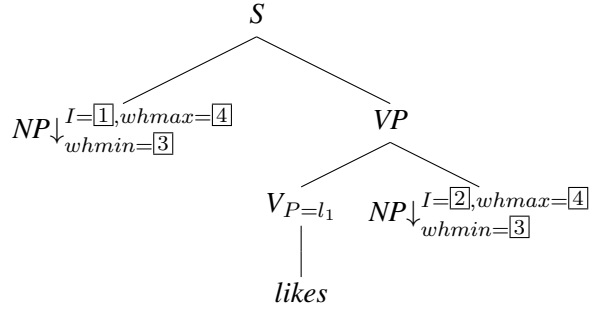 S
NP↓ I=1,whmax=4 whmin=3
VP
V P=l1
NP↓ I=2,whmax=4 whmin=3
likes